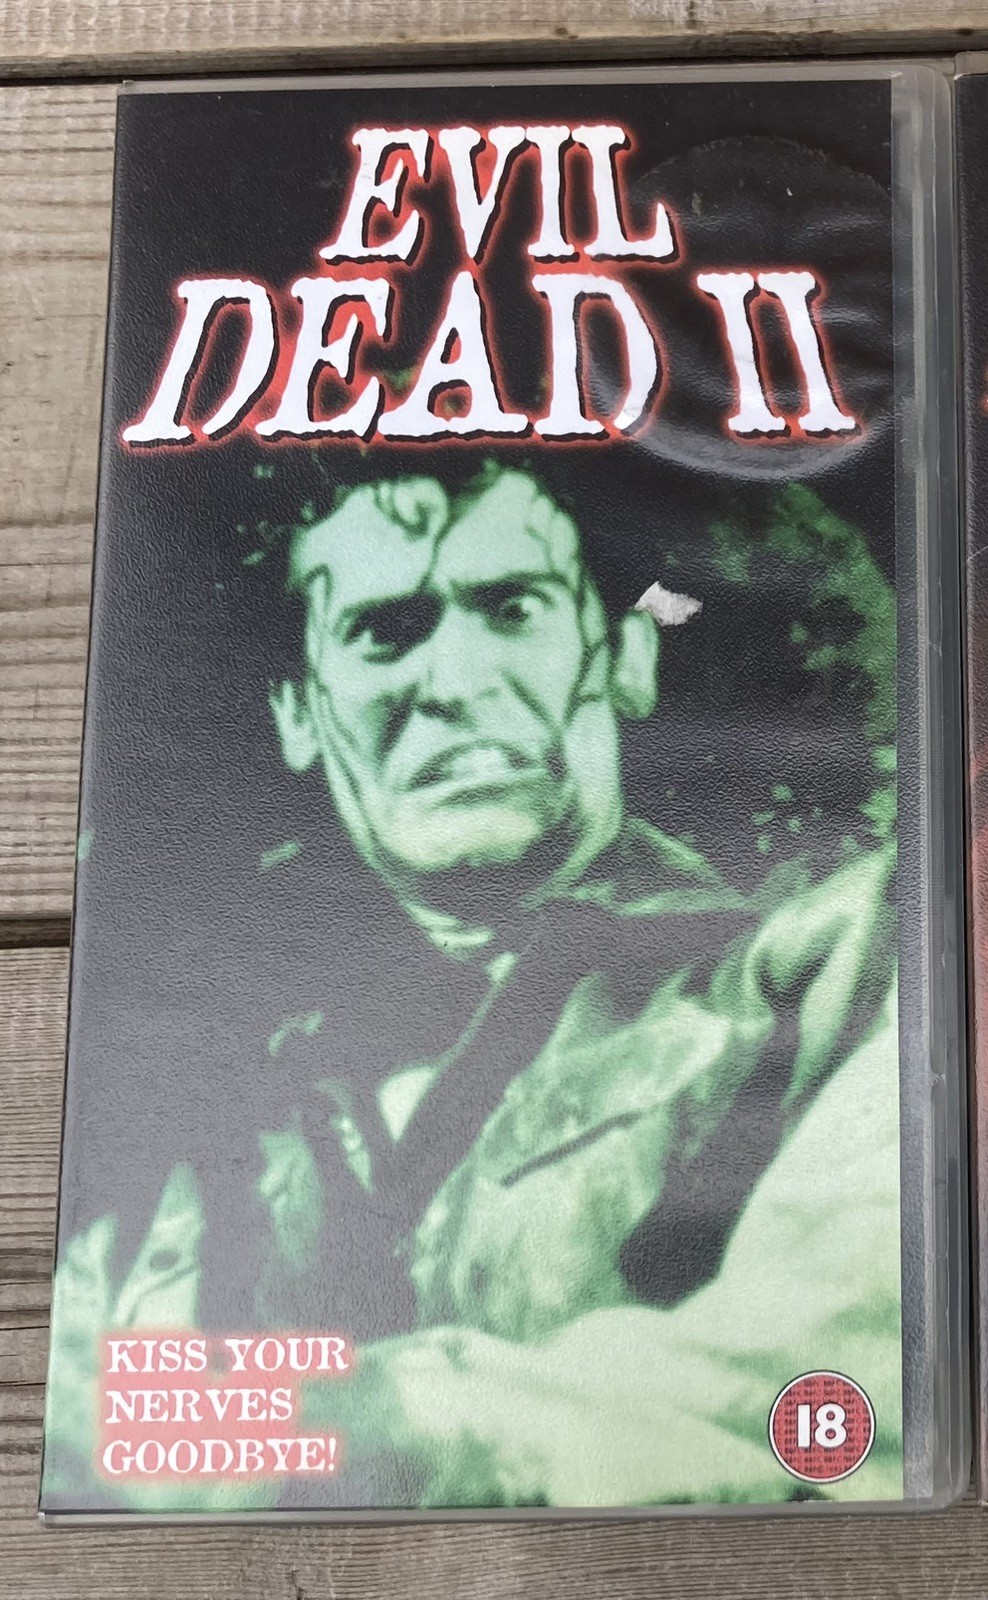 EVIL
DEAD II
KISS YOUR
NERVES
GOODBYE!
18